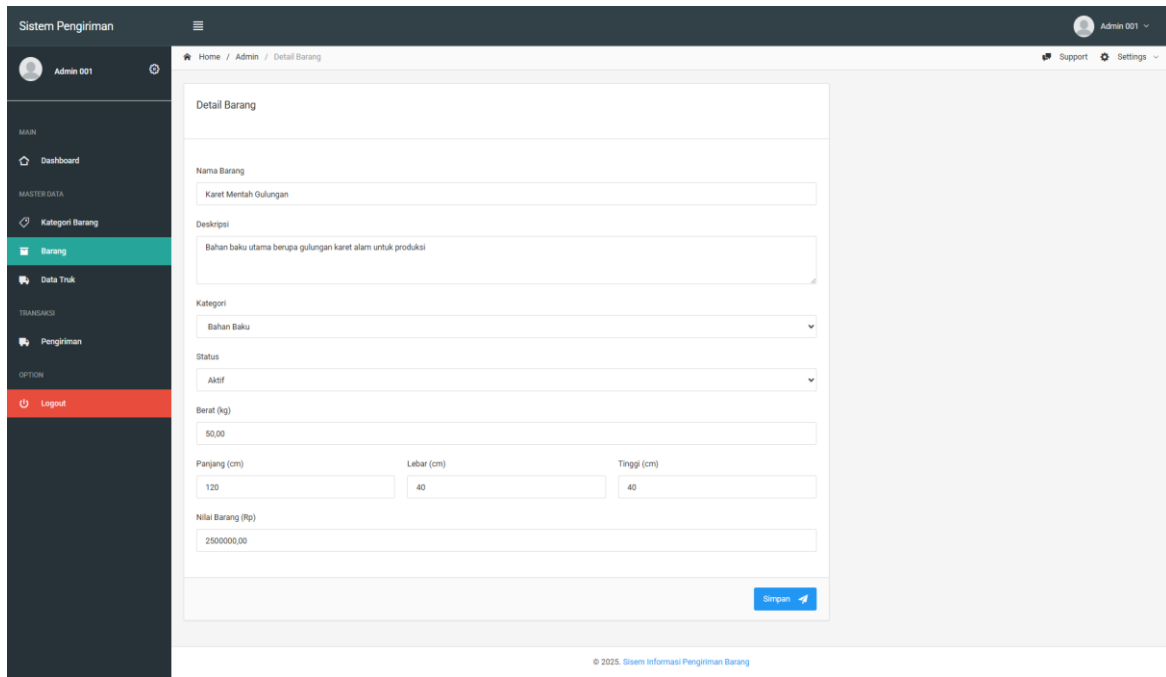 Sistem Pengiriman
Admin 001
Admin 001
Home / Admin / Detail Barang
Support
Settings
MAIN
Dashboard
MASTER DATA
Kategori Barang
Barang
Data Truk
TRANSAKSI
Pengiriman
OPTION
Logout
Detail Barang
Nama Barang
Karet Mentah Gulungan
Deskripsi
Bahan baku utama berupa gulungan karet alam untuk produksi
Kategori
Bahan Baku
Status
Aktif
Berat (kg)
50,00
Panjang (cm) Lebar (cm) Tinggi (cm)
120 40 40
Nilai Barang (Rp)
2500000,00
Simpan
© 2025. Sisem Informasi Pengiriman Barang